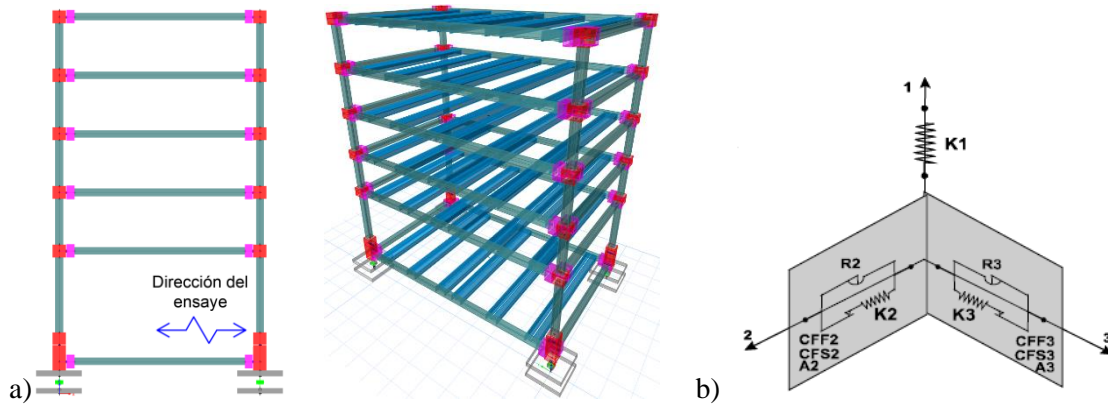 Dirección del
ensaye
a)
1
K1
R2
R3
K2
K3
2
CFF2
CFS2
A2
CFF3
CFS3
A3
3
b)